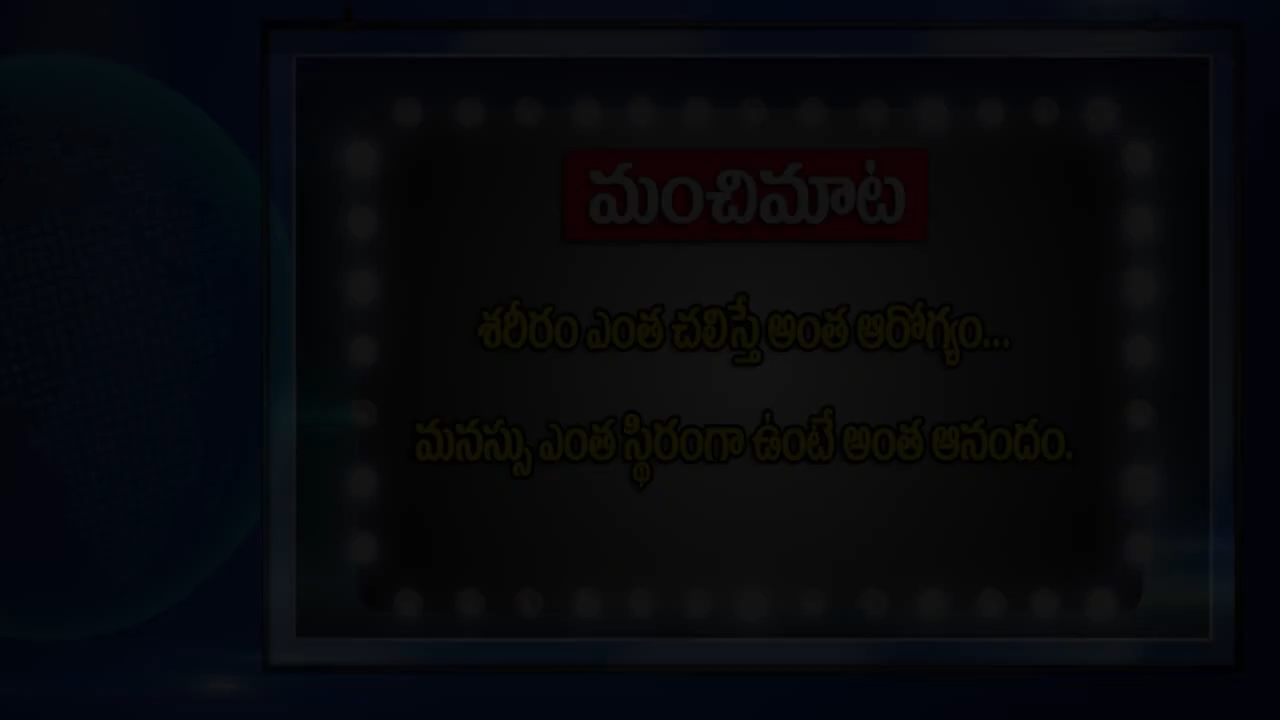 మంచిమాట
శరీరం ఎంత చలిస్తే అంత ఆరోగ్యం...
మనస్సు ఎంత స్థిరంగా ఉంటే అంత ఆనందం.